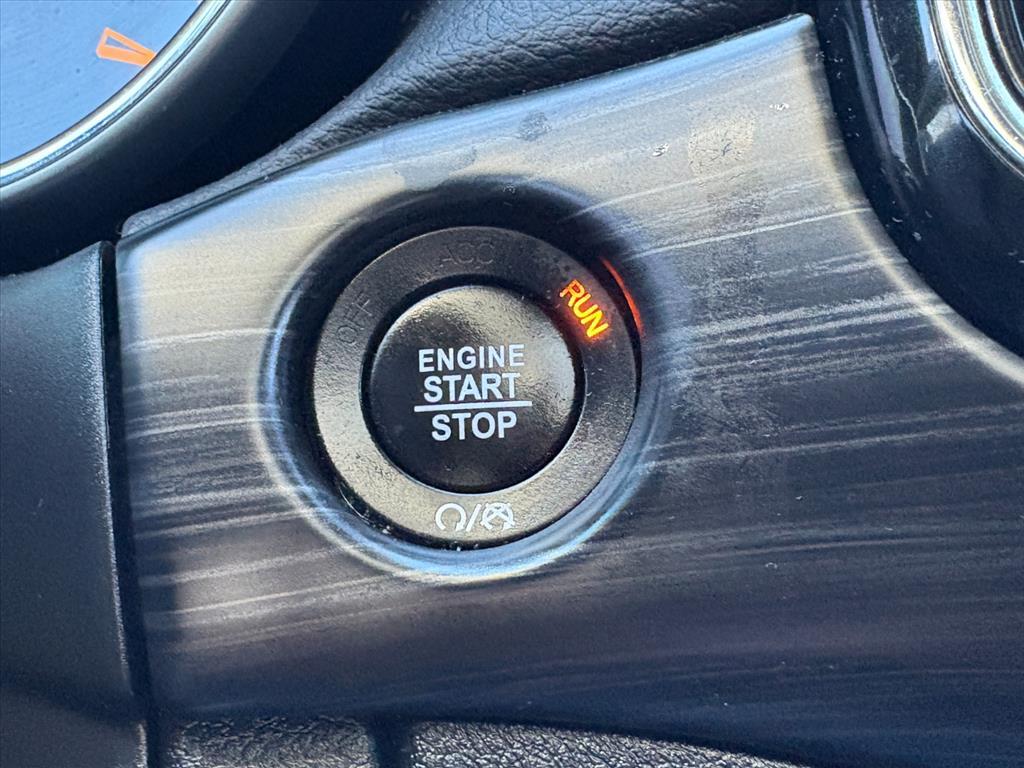 ACC
OFF
RUN
ENGINE
START
STOP